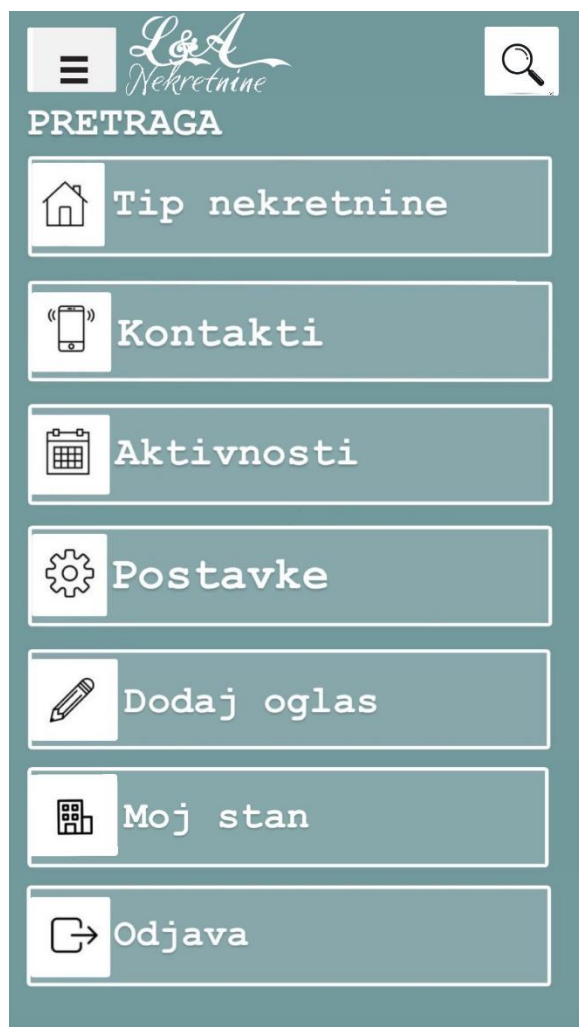 L&A
Nekretnine
PRETRAGA
Tip nekretnine
Kontakti
Aktivnosti
Postavke
Dodaj oglas
Moj stan
Odjava